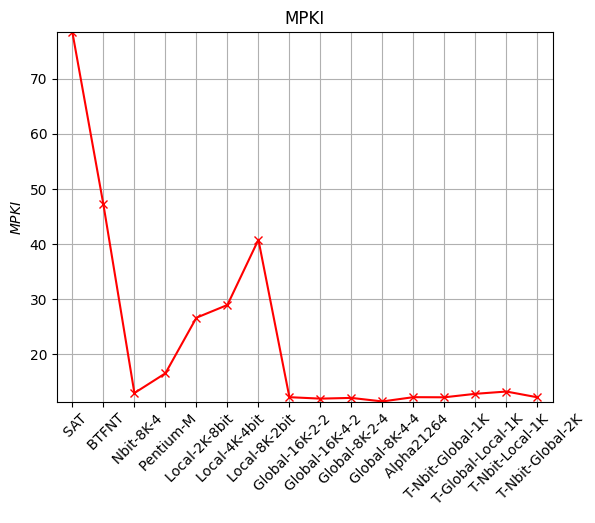 MPKI
70
60
50
40
30
20
MPKI
SAT
BTFNT
Nbit-8K-4
Pentium-M
Local-2K-8bit
Local-4K-4bit
Local-8K-2bit
Global-16K-2-2
Global-16K-4-2
Global-8K-2-4
Global-8K-4-4
Alpha21264
T-Nbit-Global-1K
T-Global-Local-1K
T-Nbit-Local-1K
T-Nbit-Global-2K